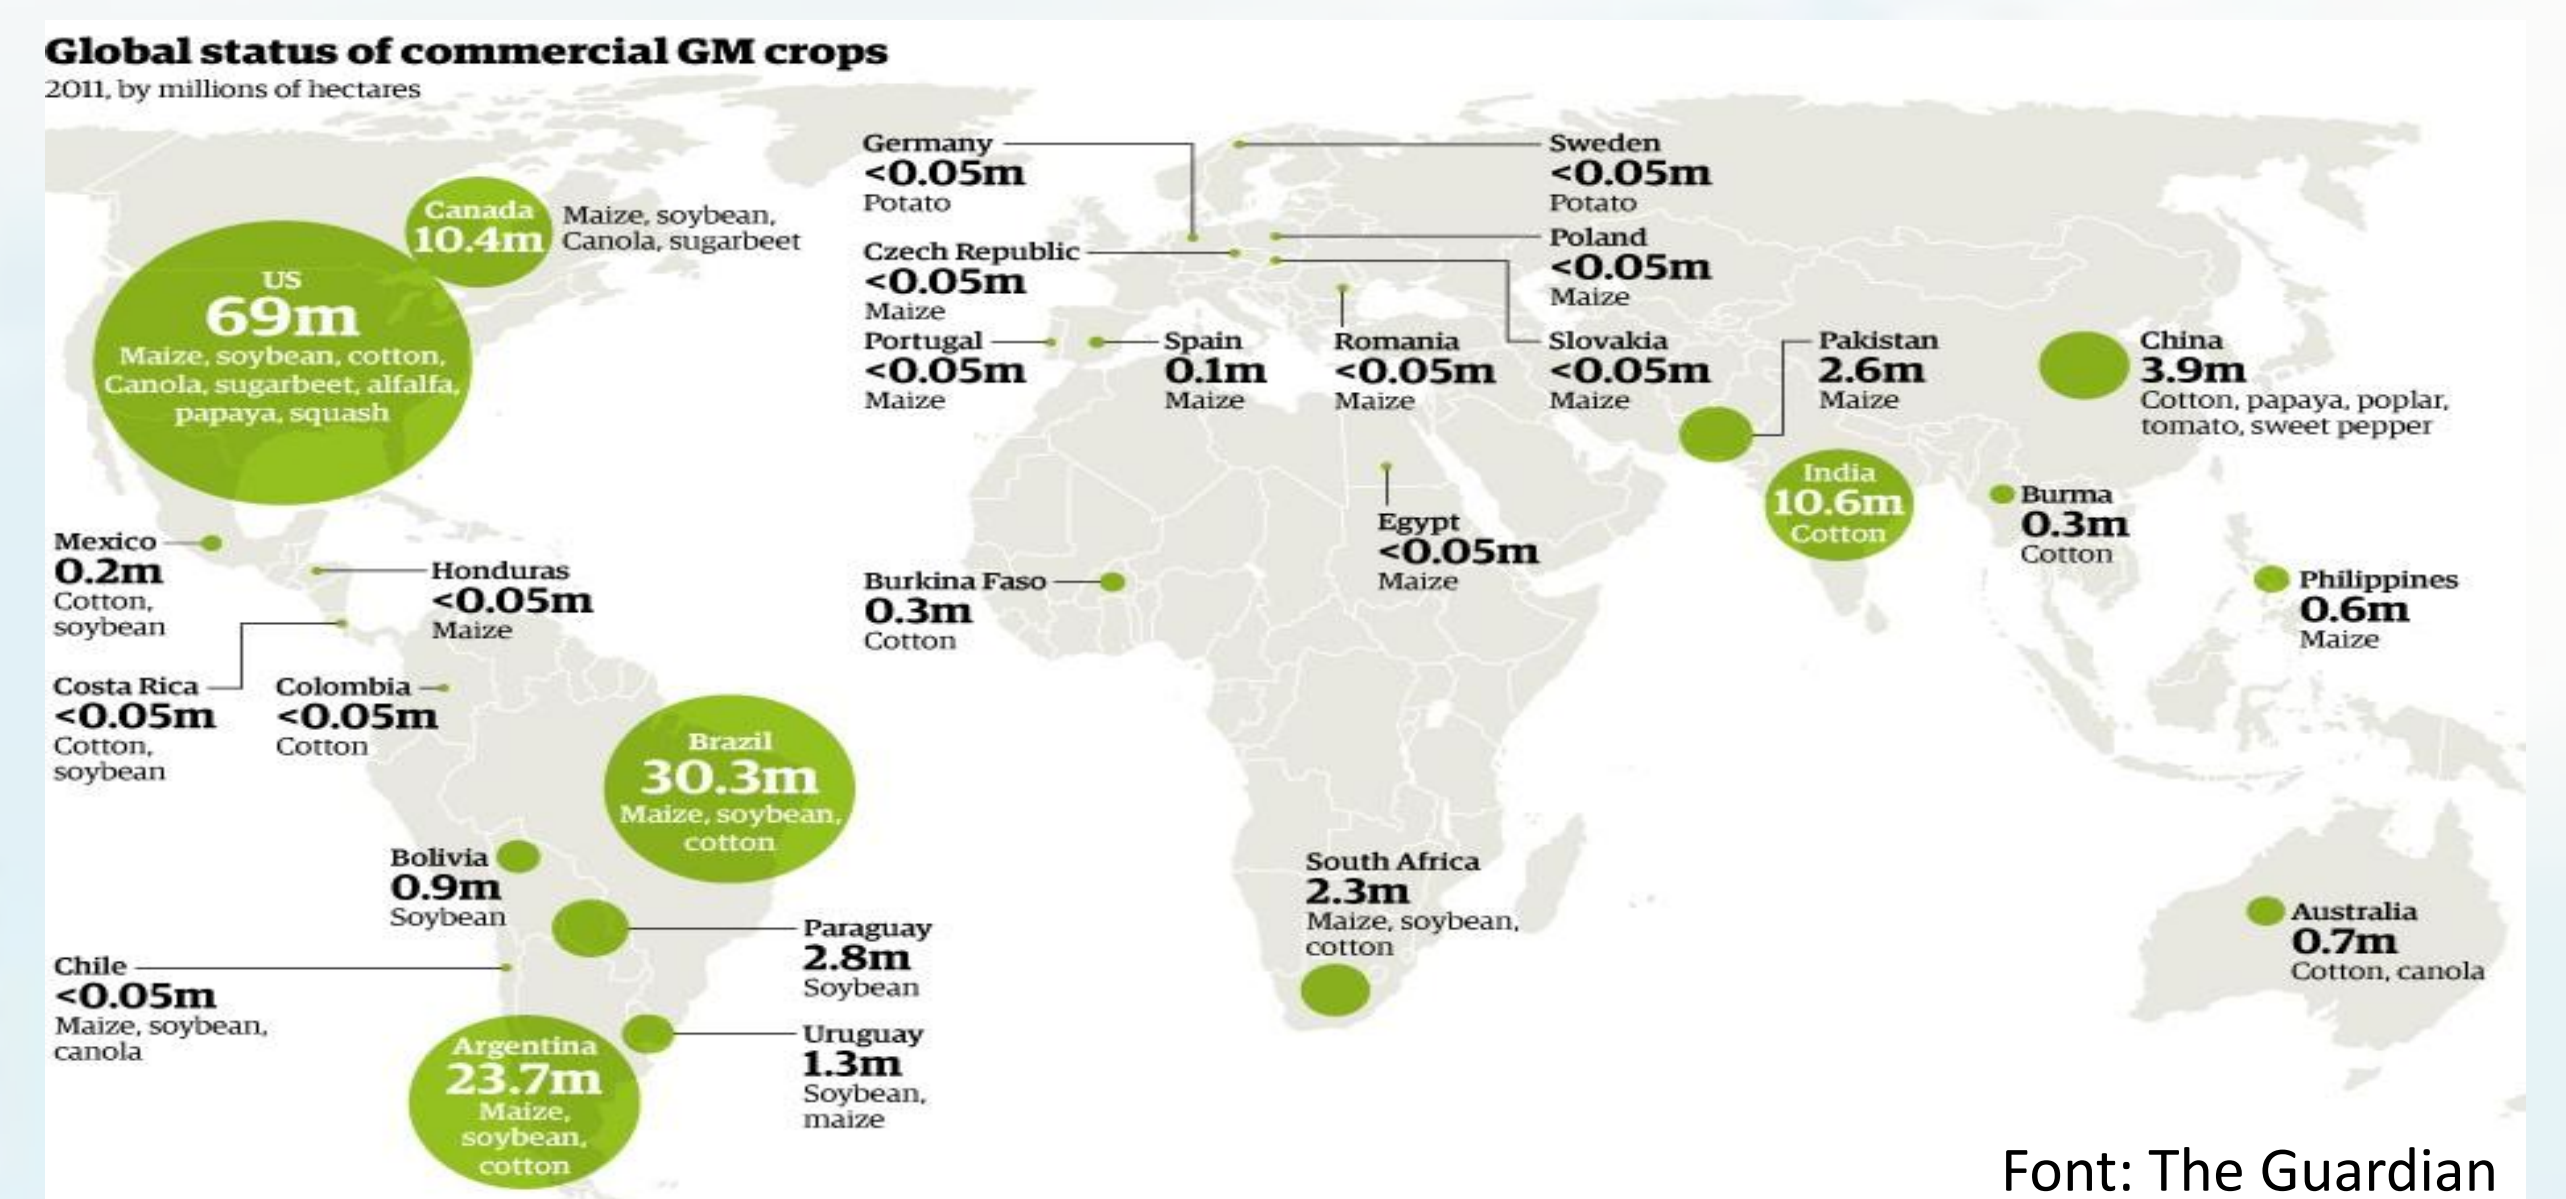 Global status of commercial GM crops
2011, by millions of hectares
Canada
10.4m
Maize, soybean,
Canola, sugarbeet
US
69m
Maize, soybean, cotton,
Canola, sugarbeet, alfalfa,
papaya, squash
Mexico
0.2m
Cotton,
soybean
Honduras
<0.05m
Maize
Costa Rica
<0.05m
Cotton,
soybean
Colombia
<0.05m
Cotton
Brazil
30.3m
Maize, soybean,
cotton
Bolivia
0.9m
Soybean
Paraguay
2.8m
Soybean
Chile
<0.05m
Maize, soybean,
canola
Uruguay
1.3m
Soybean,
maize
Argentina
23.7m
Maize,
soybean,
cotton
Germany
<0.05m
Potato
Czech Republic
<0.05m
Maize
Portugal
<0.05m
Maize
Spain
0.1m
Maize
Romania
<0.05m
Maize
Sweden
<0.05m
Potato
Poland
<0.05m
Maize
Slovakia
<0.05m
Maize
Pakistan
2.6m
Maize
China
3.9m
Cotton, papaya, poplar,
tomato, sweet pepper
India
10.6m
Cotton
Burma
0.3m
Cotton
Philippines
0.6m
Maize
Egypt
<0.05m
Maize
Burkina Faso
0.3m
Cotton
South Africa
2.3m
Maize, soybean,
cotton
Australia
0.7m
Cotton, canola
Font: The Guardian